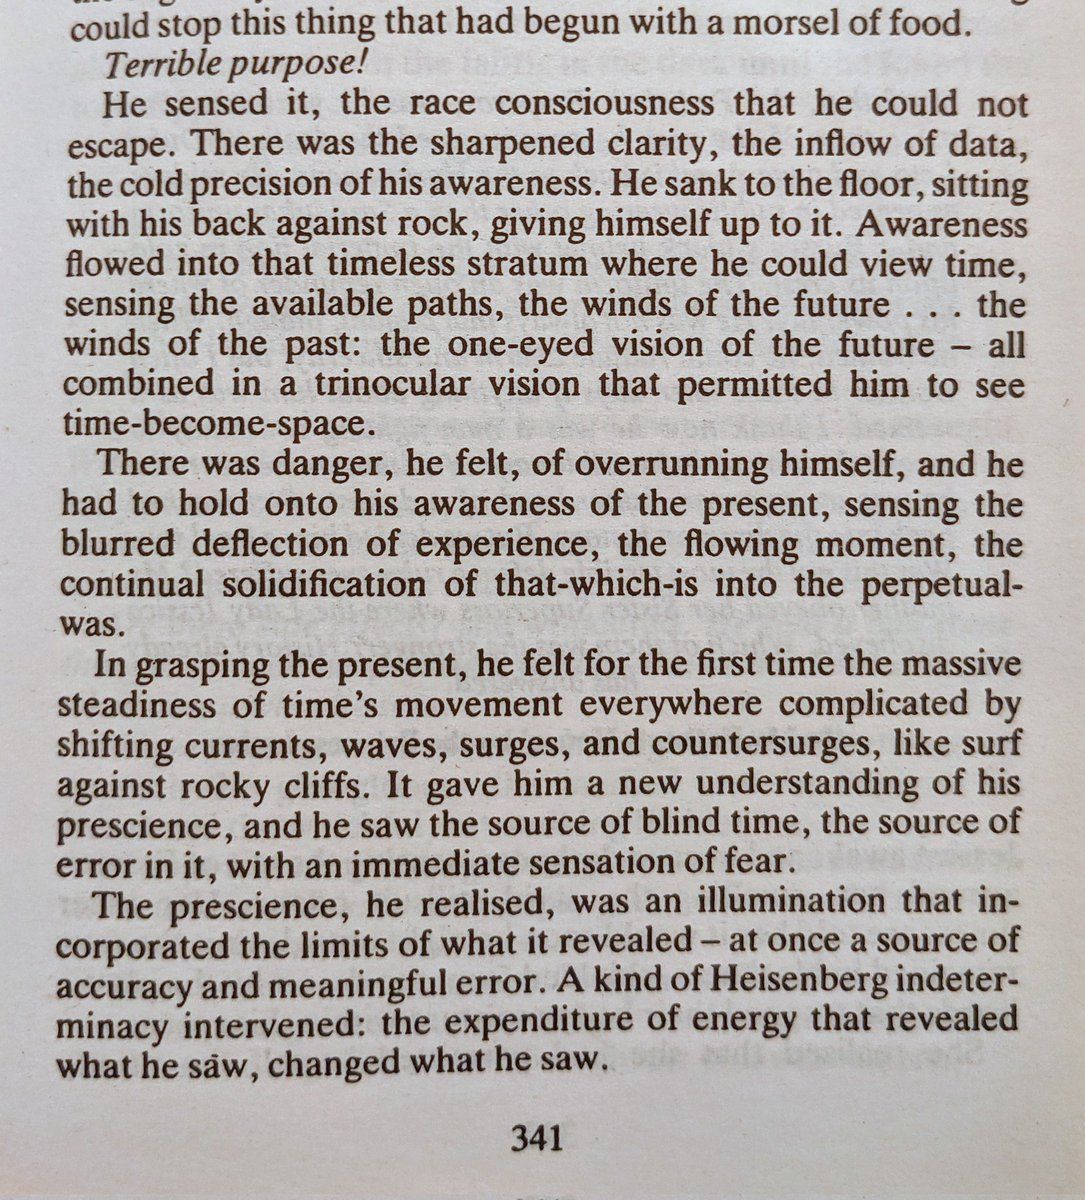 could stop this thing that had begun with a morsel of food.
Terrible purpose!
He sensed it, the race consciousness that he could not
escape. There was the sharpened clarity, the inflow of data,
the cold precision of his awareness. He sank to the floor, sitting
with his back against rock, giving himself up to it. Awareness
flowed into that timeless stratum where he could view time,
sensing the available paths, the winds of the future . . . the
winds of the past: the one-eyed vision of the future – all
combined in a trinocular vision that permitted him to see
time-become-space.
There was danger, he felt, of overrunning himself, and he
had to hold onto his awareness of the present, sensing the
blurred deflection of experience, the flowing moment, the
continual solidification of that-which-is into the perpetual-
was.
In grasping the present, he felt for the first time the massive
steadiness of time’s movement everywhere complicated by
shifting currents, waves, surges, and countersurges, like surf
against rocky cliffs. It gave him a new understanding of his
prescience, and he saw the source of blind time, the source of
error in it, with an immediate sensation of fear.
The prescience, he realised, was an illumination that in-
corporated the limits of what it revealed – at once a source of
accuracy and meaningful error. A kind of Heisenberg indeter-
minacy intervened: the expenditure of energy that revealed
what he saw, changed what he saw.
341